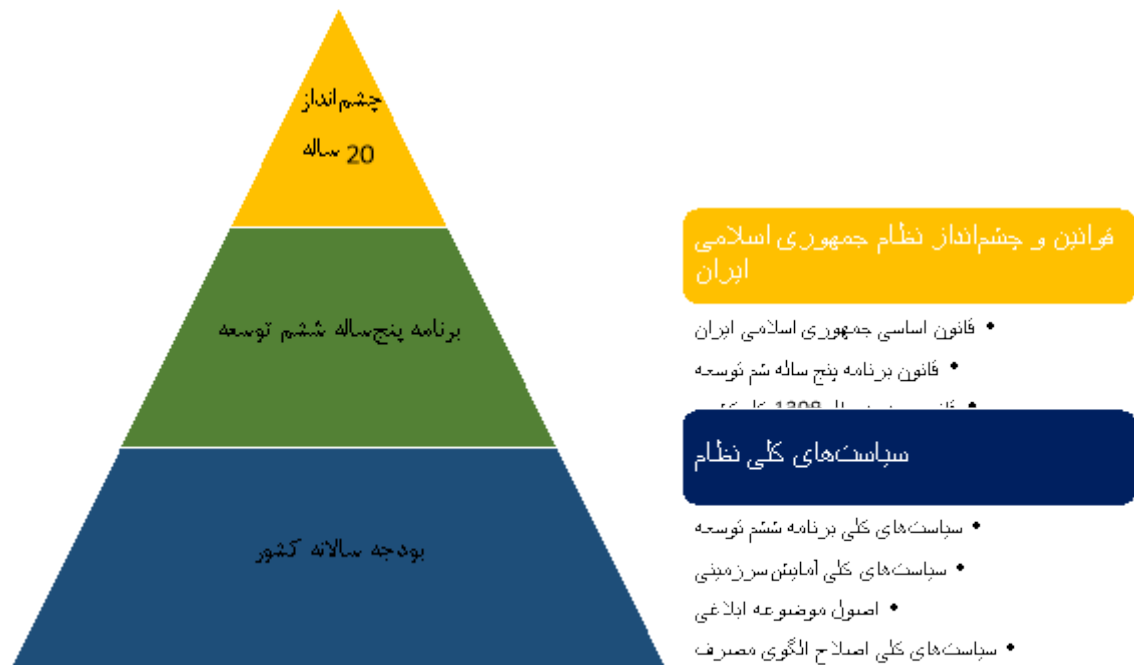 چشم‌انداز
20 ساله
برنامه پنج‌ساله ششم توسعه
بودجه سالانه کشور
قوانین و چشم‌انداز نظام جمهوری اسلامی
ایران
• قانون اساسی جمهوری اسلامی ایران
• قانون برنامه پنج ساله شم توسعه
سیاست‌های کلی نظام
• سیاست‌های کلی برنامه ششم توسعه
• سیاست‌های کلی آمایش سرزمینی
• اصول موضوعه ابلاغی
• سیاست‌های کلی اصلاح الگوی مصرف